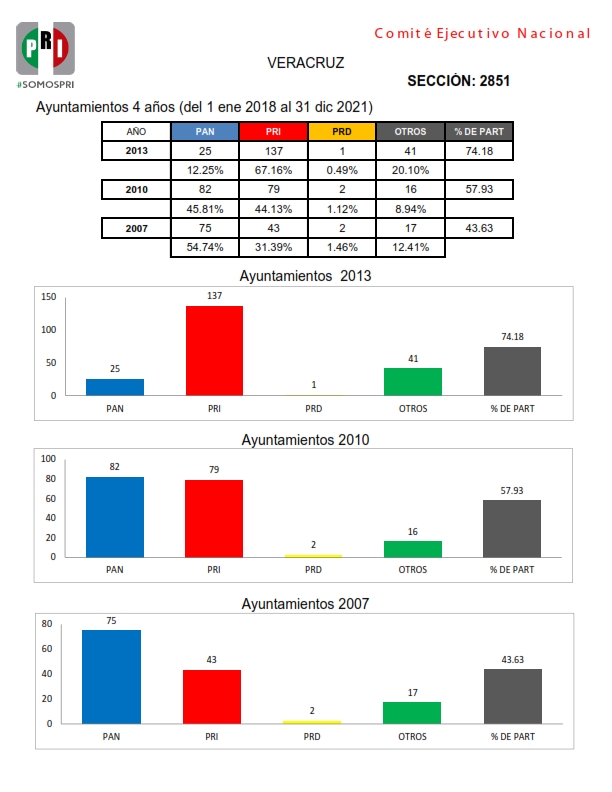 Comité Ejecutivo Nacional
PRI
#SOMOSPRI
VERACRUZ
SECCIÓN: 2851
Ayuntamientos 4 años (del 1 ene 2018 al 31 dic 2021)
AÑO PAN PRI PRD OTROS % DE PART
2013 25 137 1 41 74.18
12.25% 67.16% 0.49% 20.10%
2010 82 79 2 16 57.93
45.81% 44.13% 1.12% 8.94%
2007 75 43 2 17 43.63
54.74% 31.39% 1.46% 12.41%
Ayuntamientos 2013
150
100
50
0
25
137
1
41
74.18
PAN PRI PRD OTROS % DE PART
Ayuntamientos 2010
100
80
60
40
20
0
82
79
2
16
57.93
PAN PRI PRD OTROS % DE PART
Ayuntamientos 2007
80
60
40
20
0
75
43
2
17
43.63
PAN PRI PRD OTROS % DE PART